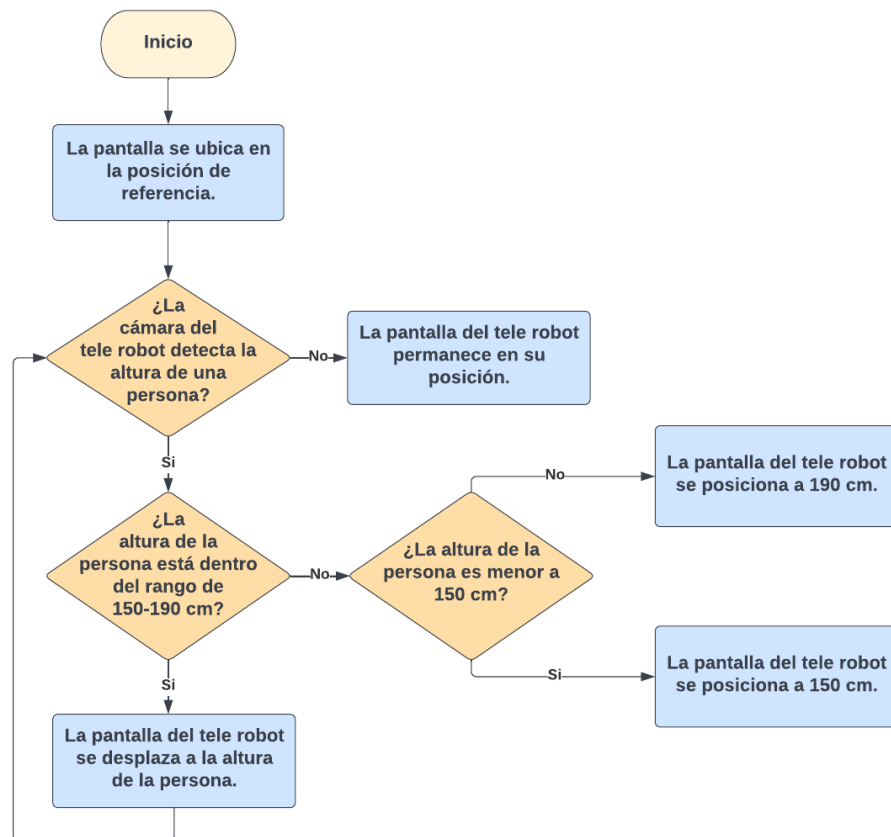 Inicio
La pantalla se ubica en
la posición de
referencia.
¿La
cámara del
tele robot detecta la
altura de una
persona?
No
La pantalla del tele robot
permanece en su
posición.
Si
¿La
altura de la
persona está dentro
del rango de
150-190 cm?
No
¿La altura de la
persona es menor a
150 cm?
No
La pantalla del tele robot
se posiciona a 190 cm.
Si
La pantalla del tele robot
se posiciona a 150 cm.
Si
La pantalla del tele robot
se desplaza a la altura
de la persona.